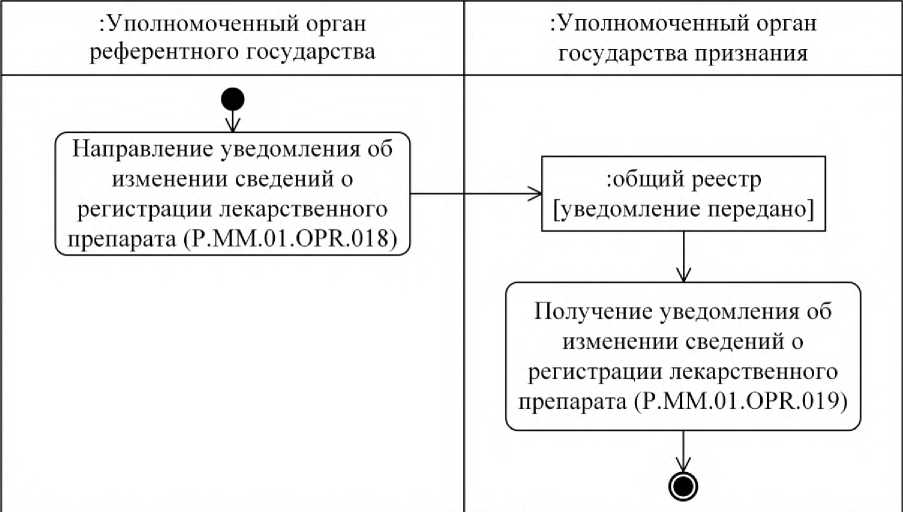 :Уполномоченный орган
референтного государства
:Уполномоченный орган
государства признания
Направление уведомления об
изменении сведений о
регистрации лекарственного
препарата (P.MM.01.OPR.018)
:общий реестр
[уведомление передано]
Получение уведомления об
изменении сведений о
регистрации лекарственного
препарата (P.MM.01.OPR.019)